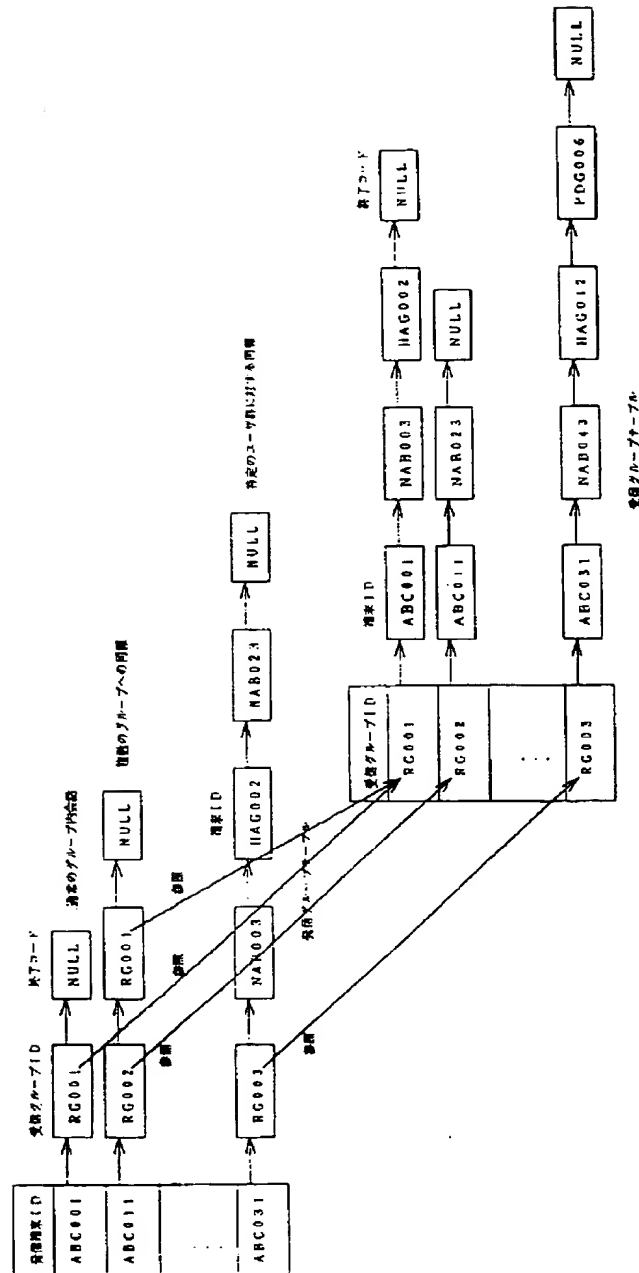 発信端末ID
受信グループID
終了コード
ABC001
RG001
NULL
通常のグループ内会話
ABC011
RG002
RG001
NULL
複数のグループへの同報
端末ID
ABC031
RG003
NAB003
HAG002
NAB023
NULL
特定のユーザ群に対する同報
参照
参照
参照
参照
発信グループテーブル
受信グループID
端末ID
終了コード
RG001
ABC001
NAB003
HAG002
NULL
RG002
ABC011
NAB023
NULL
RG003
ABC031
NAB043
HAG012
PDG006
NULL
受信グループテーブル